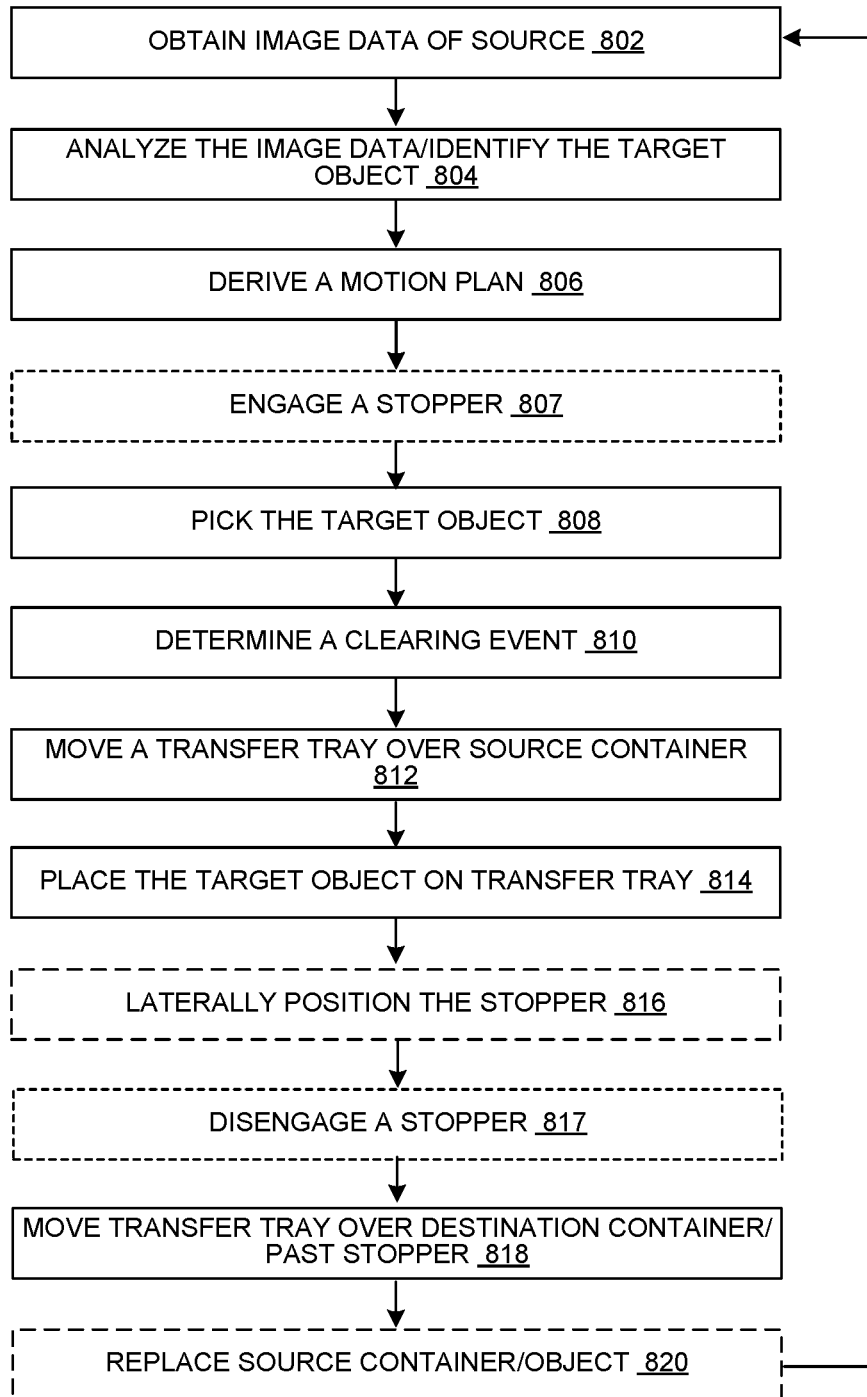 OBTAIN IMAGE DATA OF SOURCE 802
ANALYZE THE IMAGE DATA/IDENTIFY THE TARGET
OBJECT 804
DERIVE A MOTION PLAN 806
ENGAGE A STOPPER 807
PICK THE TARGET OBJECT 808
DETERMINE A CLEARING EVENT 810
MOVE A TRANSFER TRAY OVER SOURCE CONTAINER
812
PLACE THE TARGET OBJECT ON TRANSFER TRAY 814
LATERALLY POSITION THE STOPPER 816
DISENGAGE A STOPPER 817
MOVE TRANSFER TRAY OVER DESTINATION CONTAINER/
PAST STOPPER 818
REPLACE SOURCE CONTAINER/OBJECT 820